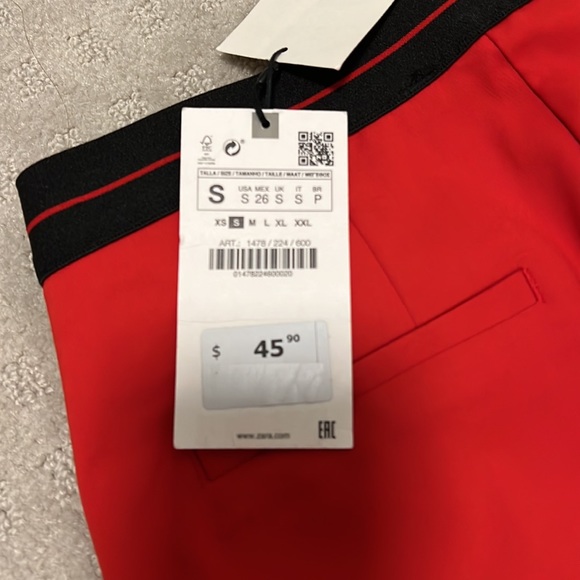 TALLA / SIZE / TAMANHO / TAILLE / MAAT / МЕГЭНЭЕ
S
USA MEX UK IT BR
S 26 S S P
XS S M L XL XXL
ART.: 1478 / 224 / 600
01478224600020
$ 45 90
www.zara.com
EAC